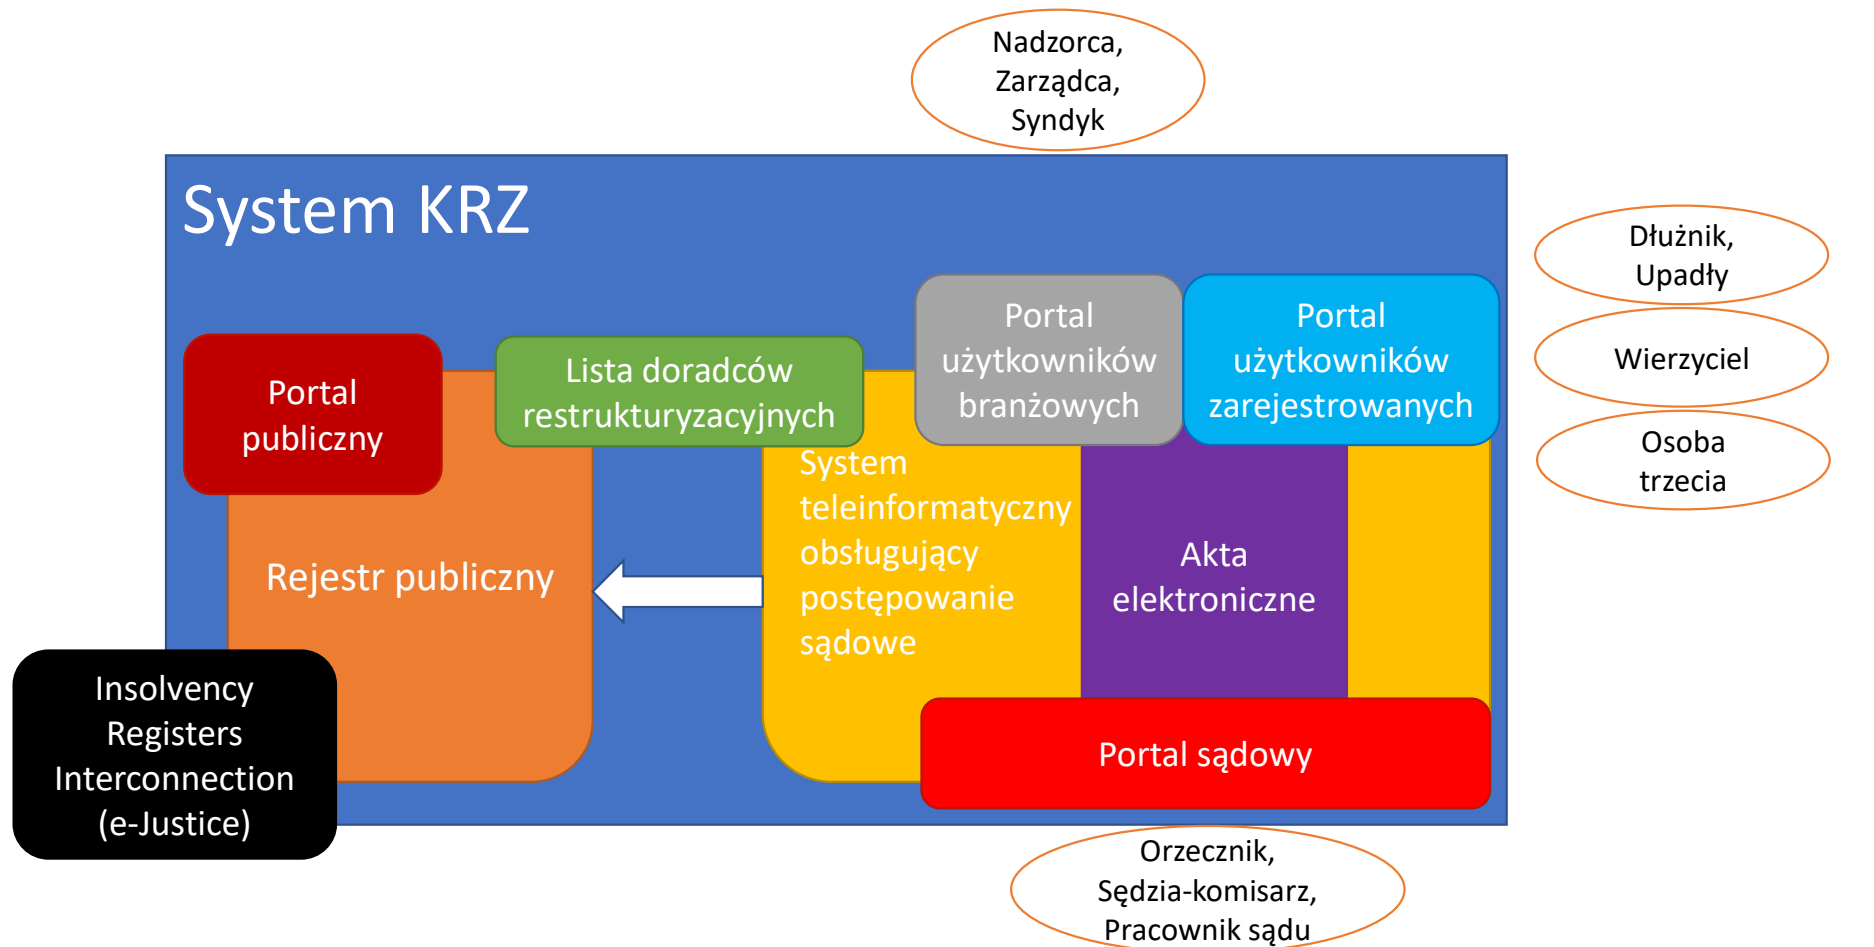 Nadzorca,
Zarządca,
Syndyk
System KRZ
Dłużnik,
Upadły
Wierzyciel
Osoba
trzecia
Portal
publiczny
Lista doradców
restrukturyzacyjnych
Portal
użytkowników
branżowych
Portal
użytkowników
zarejestrowanych
Rejestr publiczny
System
teleinformatyczny
obsługujący
postępowanie
sądowe
Akta
elektroniczne
Insolvency
Registers
Interconnection
(e-Justice)
Portal sądowy
Orzecznik,
Sędzia-komisarz,
Pracownik sądu